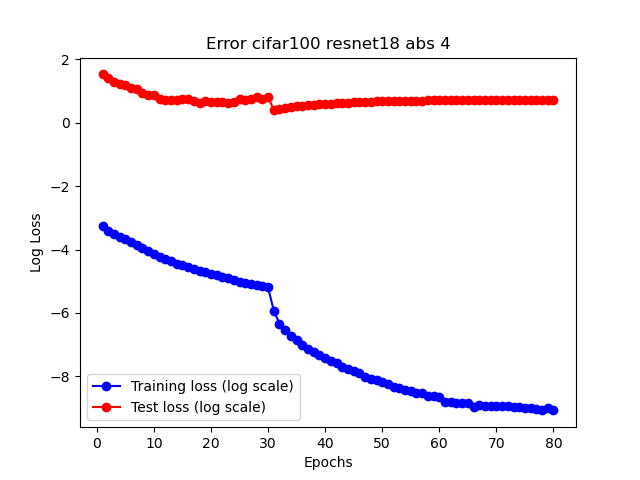 Error cifar100 resnet18 abs 4
2
0
−2
−4
−6
−8
Log Loss
Training loss (log scale)
Test loss (log scale)
0 10 20 30 40 50 60 70 80
Epochs